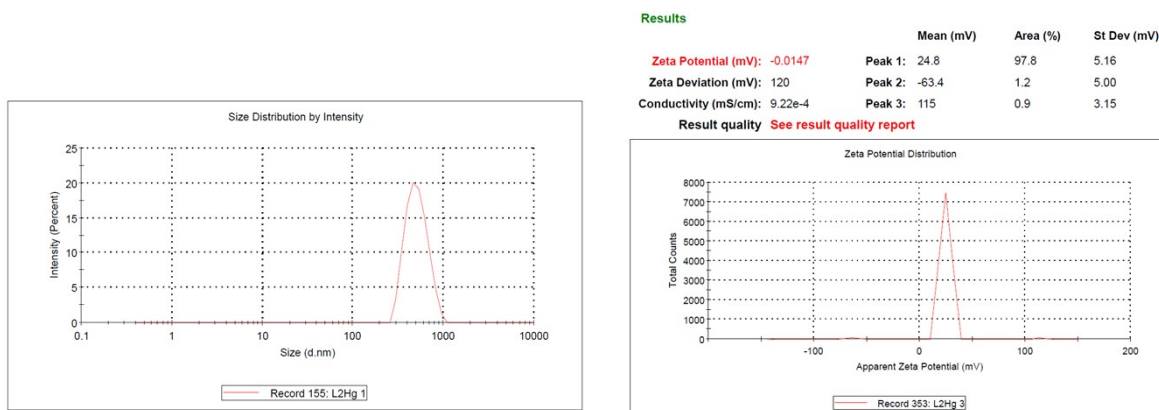 Size Distribution by Intensity
25
20
15
10
5
0
Intensity (Percent)
0.1 1 10 100 1000 10000
Size (d.nm)
Record 155: L2Hg 1
Results
Mean (mV) Area (%) St Dev (mV)
Zeta Potential (mV): -0.0147 Peak 1: 24.8 97.8 5.16
Zeta Deviation (mV): 120 Peak 2: -63.4 1.2 5.00
Conductivity (mS/cm): 9.22e-4 Peak 3: 115 0.9 3.15
Result quality See result quality report
Zeta Potential Distribution
8000
7000
6000
5000
4000
3000
2000
1000
0
Total Counts
-100 0 100 200
Apparent Zeta Potential (mV)
Record 353: L2Hg 3